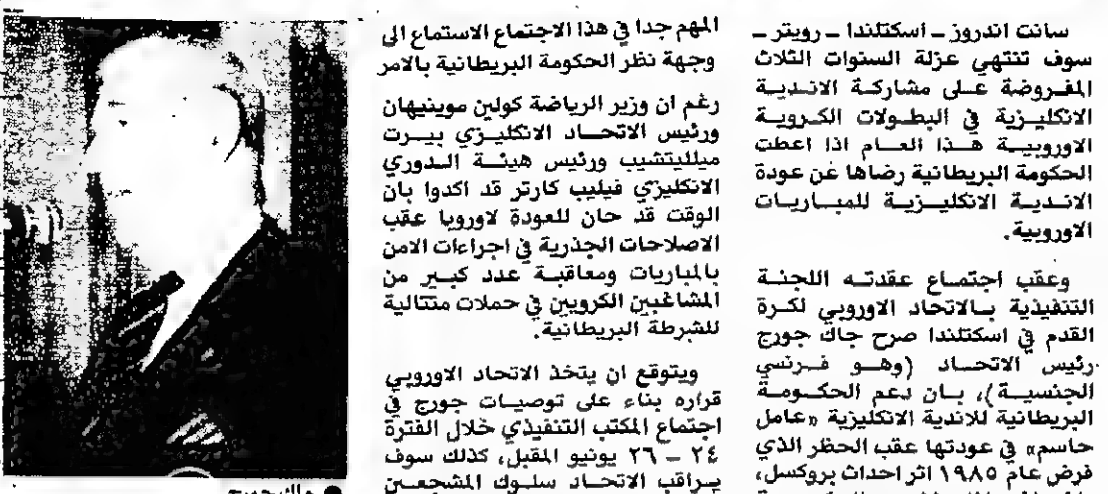 سانت اندروز ـ اسكتلندا ـ رويتر ـ
سوف تنتهي عزلة السنوات الثلاث
المفروضة على مشاركة الاندية
الانكليزية في البطولات الكروية
الاوروبية هذا العام اذا اعطت
الحكومة البريطانية رضاها عن عودة
الاندية الانكليزية للمباريات
الاوروبية.
وعقب اجتماع عقدته اللجنة
التنفيذية بالاتحاد الاوروبي لكرة
القدم في اسكتلندا صرح جاك جورج
رئيس الاتحاد (وهو فرنسي
الجنسية)، بان دعم الحكومة
البريطانية للاندية الانكليزية «عامل
حاسم» في عودتها عقب الحظر الذي
فرض عام ١٩٨٥ اثر احداث بروكسل،
المهم جدا في هذا الاجتماع الاستماع الى
وجهة نظر الحكومة البريطانية بالامر
رغم ان وزير الرياضة كولين موينيهان
ورئيس الاتحاد الانكليزي بيرت
ميلليتشيب ورئيس هيئة الدوري
الانكليزي فيليب كارتر قد اكدوا بان
الوقت قد حان للعودة لاوروبا عقب
الاصلاحات الجذرية في اجراءات الامن
بالمباريات ومعاقبة عدد كبير من
المشاغبين الكرويين في حملات متتالية
للشرطة البريطانية.
ويتوقع ان يتخذ الاتحاد الاوروبي
قراره بناء على توصيات جورج في
اجتماع المكتب التنفيذي خلال الفترة
٢٤ ـ ٢٦ يونيو المقبل، كذلك سوف
يراقب الاتحاد سلوك المشجعين
● جاك جورج